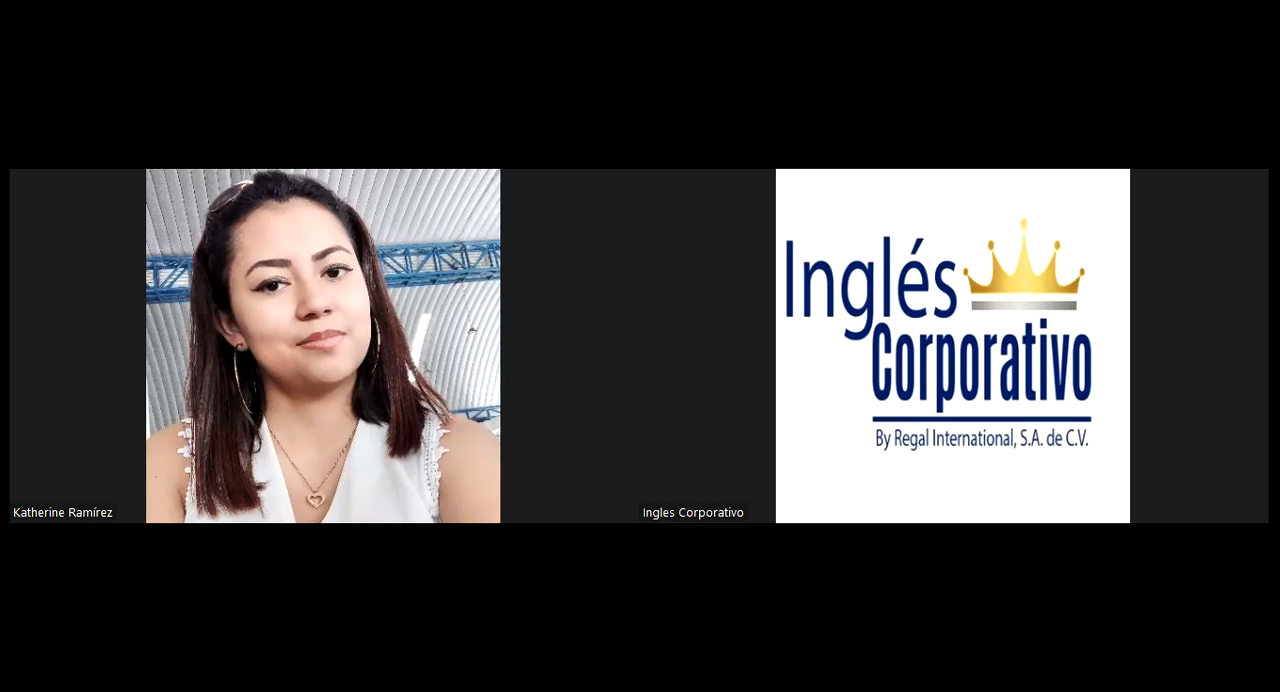 Inglés
Corporativo
By Regal International, S.A. de C.V.
Katherine Ramírez
Ingles Corporativo